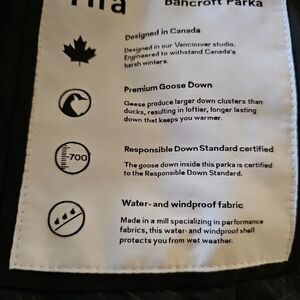 Bancroft Parka
Designed in Canada
Designed in our Vancouver studio.
Engineered to withstand Canada's
harsh winters.
Premium Goose Down
Geese produce larger down clusters than
ducks, resulting in loftier, longer lasting
down that keeps you warmer.
700
Responsible Down Standard certified
The goose down inside this parka is certified
to the Responsible Down Standard.
Water- and windproof fabric
Made in a mill specializing in performance
fabrics, this water- and windproof shell
protects you from wet weather.